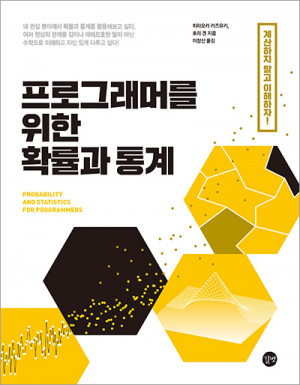 내 관심 분야에서 확률과 통계를 활용해보고 싶다.
여러 현상의 관계를 감이나 애매모호한 말이 아닌
수학으로 이해하고 자신 있게 다루고 싶다!
히라오카 카즈유키,
호리 겐 지음
이창신 옮김
계산하지 말고 이해하자!
프로그래머를
위한
확률과 통계
PROBABILITY
AND STATISTICS
FOR PROGRAMMERS
길벗